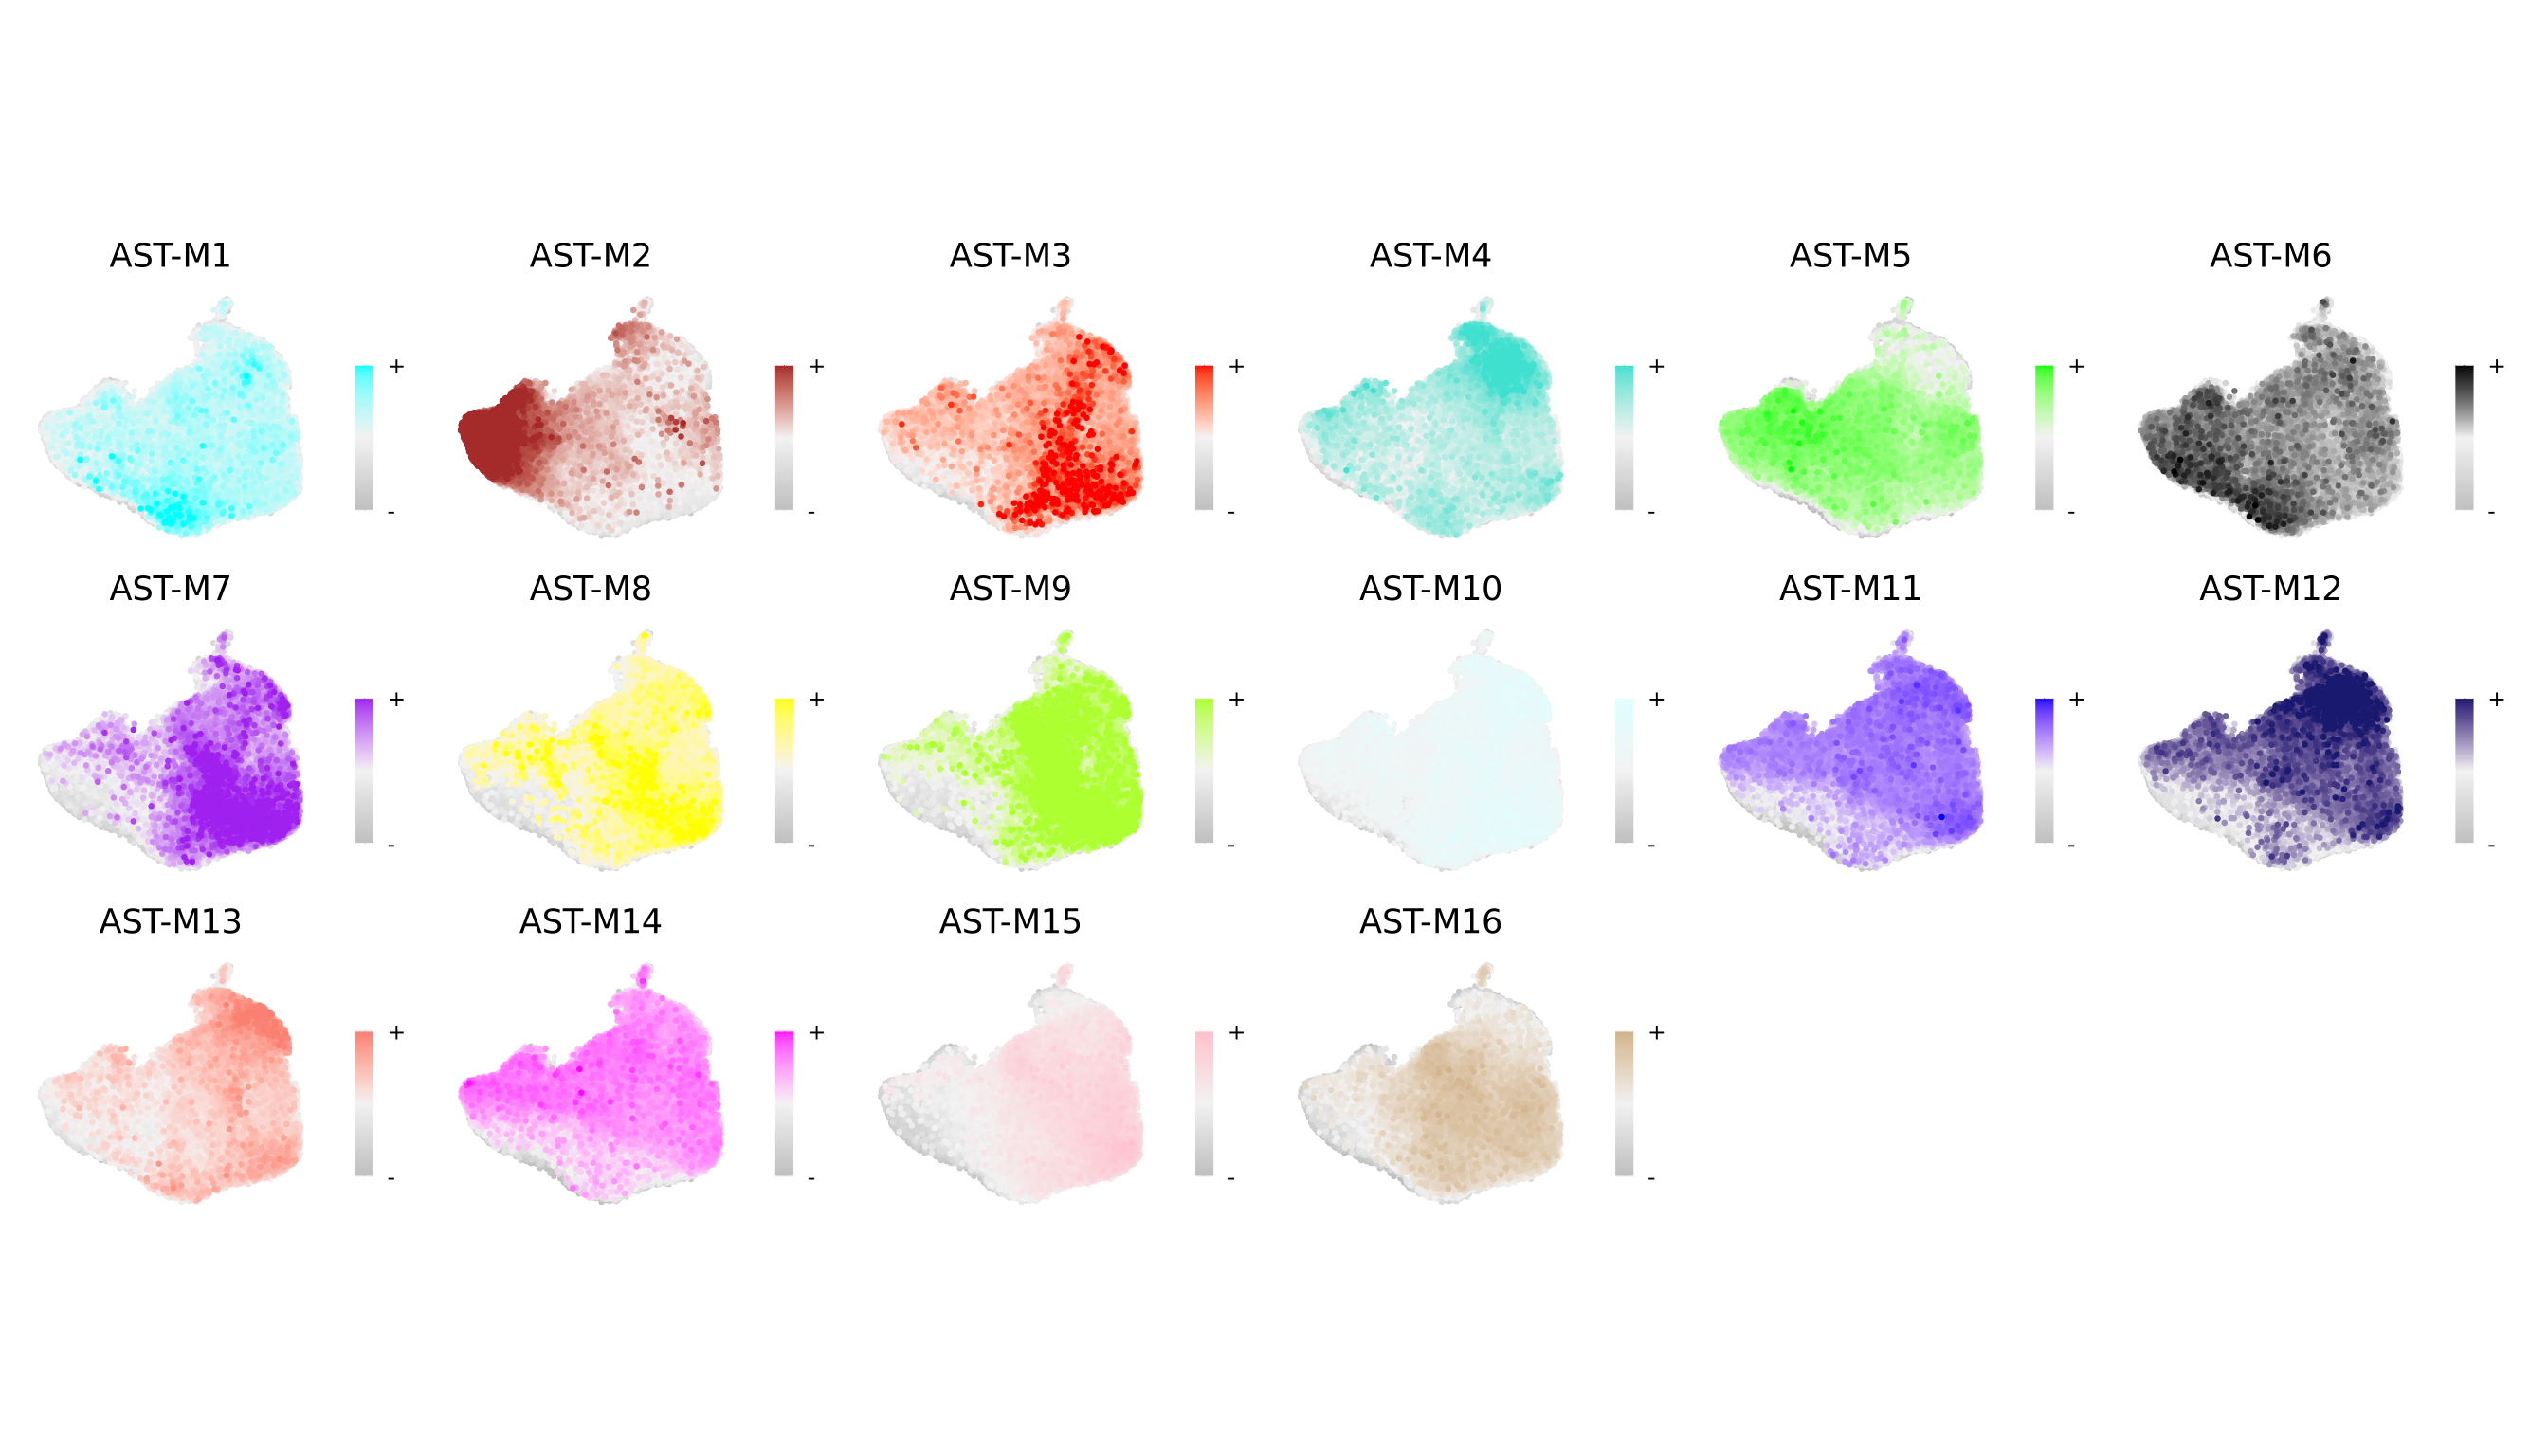 AST-M1 AST-M2 AST-M3 AST-M4 AST-M5 AST-M6
+ + + + + +
- - - - - -
AST-M7 AST-M8 AST-M9 AST-M10 AST-M11 AST-M12
+ + + + + +
- - - - - -
AST-M13 AST-M14 AST-M15 AST-M16
+ + + +
- - - -